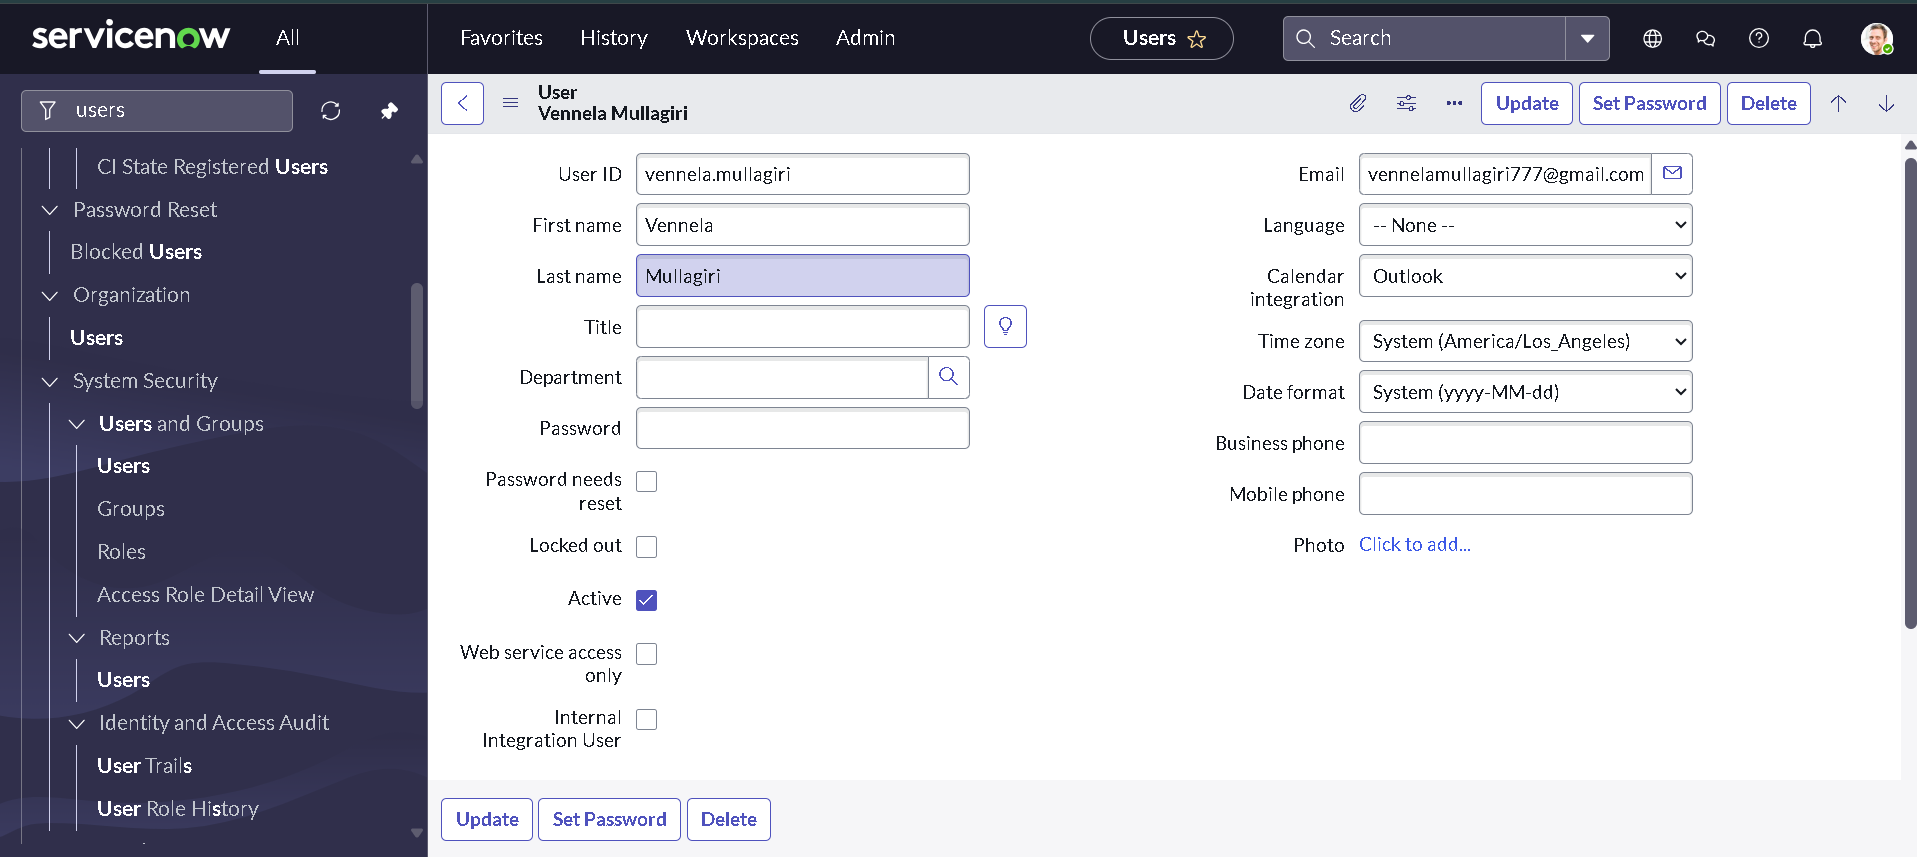 servicenow
All
Favorites
History
Workspaces
Admin
Users
Search
users
CI State Registered Users
Password Reset
Blocked Users
Organization
Users
System Security
Users and Groups
Users
Groups
Roles
Access Role Detail View
Reports
Users
Identity and Access Audit
User Trails
User Role History
User
Vennela Mullagiri
Update
Set Password
Delete
User ID
vennela.mullagiri
First name
Vennela
Last name
Mullagiri
Title
Department
Password
Password needs
reset
Locked out
Active
Web service access
only
Internal
Integration User
Email
vennelamullagiri777@gmail.com
Language
-- None --
Calendar
integration
Outlook
Time zone
System (America/Los_Angeles)
Date format
System (yyyy-MM-dd)
Business phone
Mobile phone
Photo
Click to add...
Update
Set Password
Delete